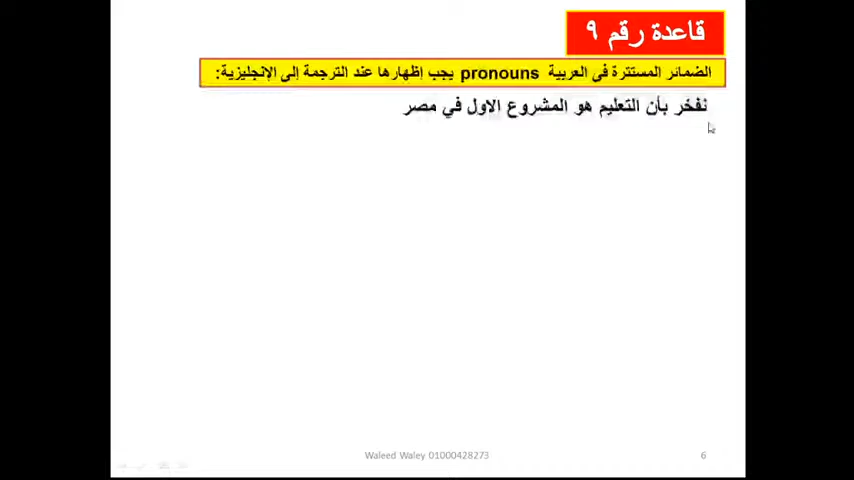 قاعدة رقم ٩
الضمائر المستترة في العربية pronouns يجب إظهارها عند الترجمة إلى الإنجليزية:
نفخر بأن التعليم هو المشروع الاول في مصر
Waleed Waley 01000428273
6